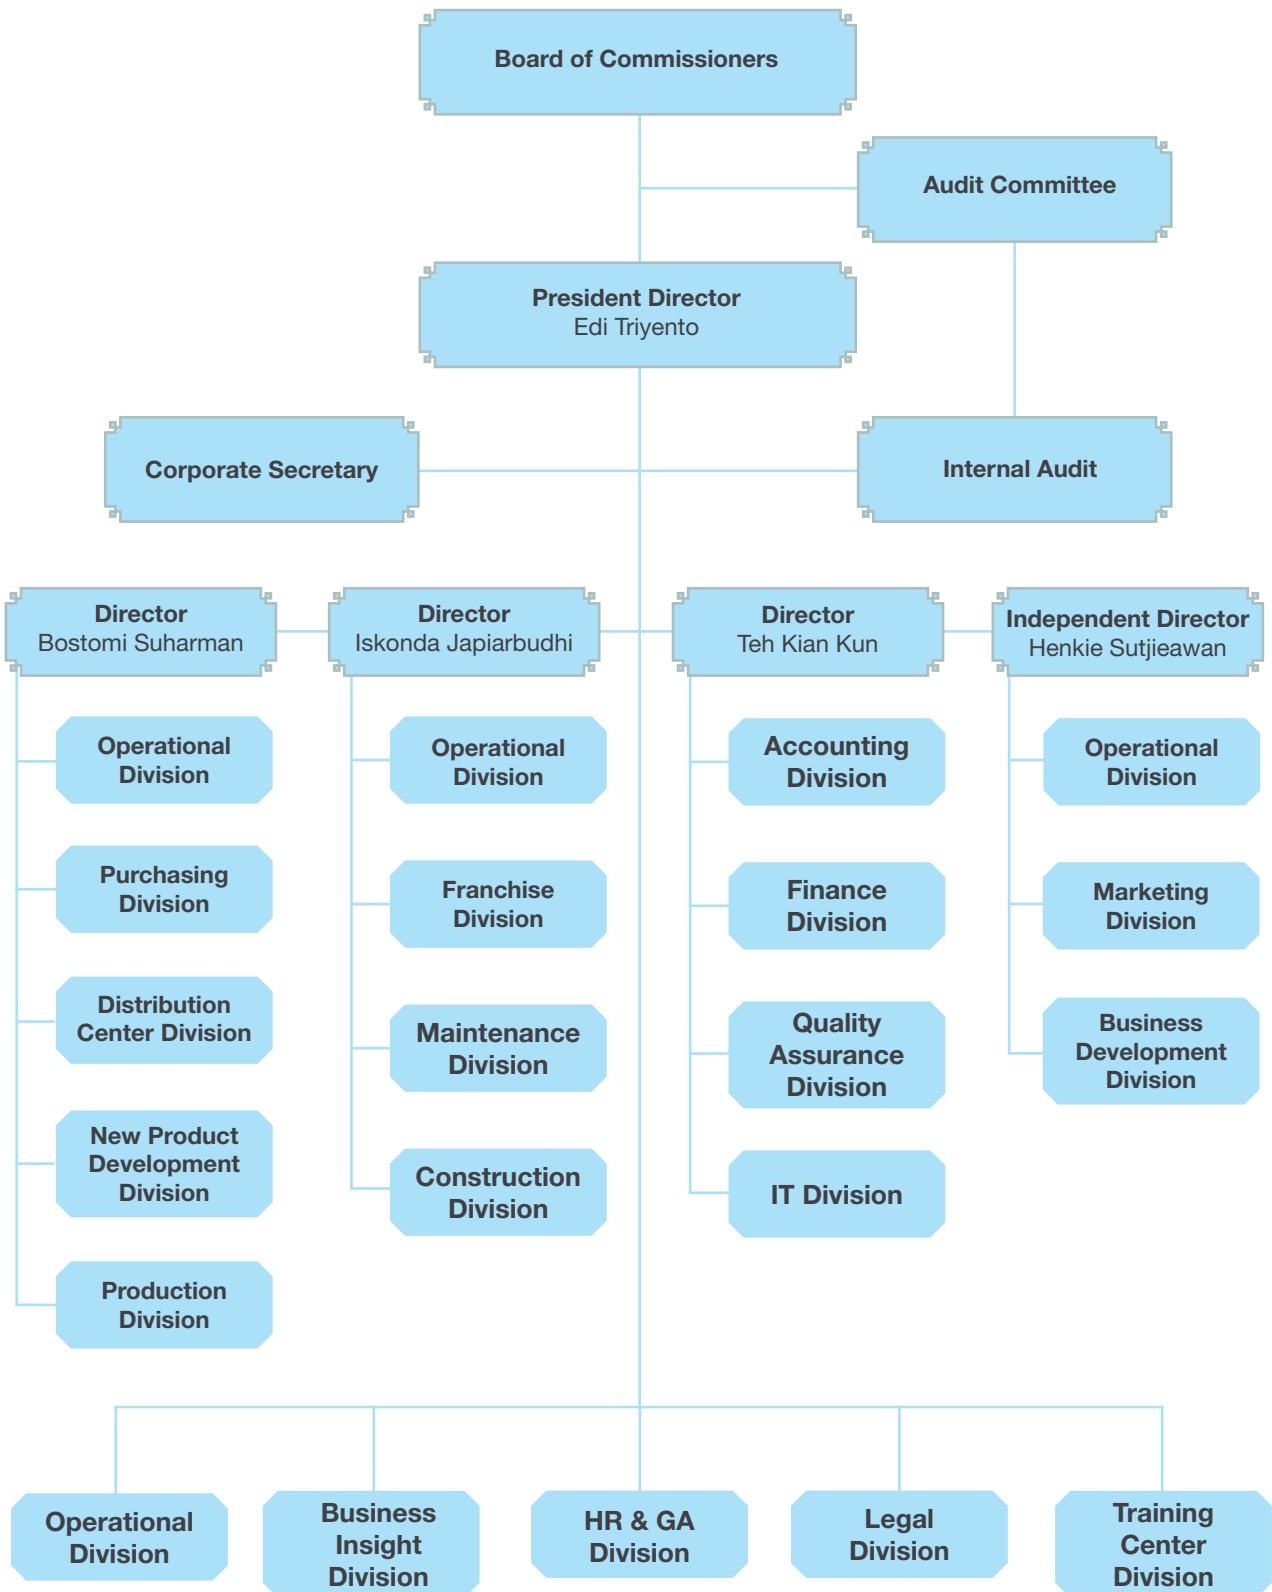 Board of Commissioners
Audit Committee
President Director
Edi Triyento
Corporate Secretary
Internal Audit
Director
Bostomi Suharman
Director
Iskonda Japiarbudhi
Director
Teh Kian Kun
Independent Director
Henkie Sutjieawan
Operational
Division
Purchasing
Division
Distribution
Center Division
New Product
Development
Division
Production
Division
Operational
Division
Franchise
Division
Maintenance
Division
Construction
Division
Accounting
Division
Finance
Division
Quality
Assurance
Division
IT Division
Operational
Division
Marketing
Division
Business
Development
Division
Operational
Division
Business
Insight
Division
HR & GA
Division
Legal
Division
Training
Center
Division